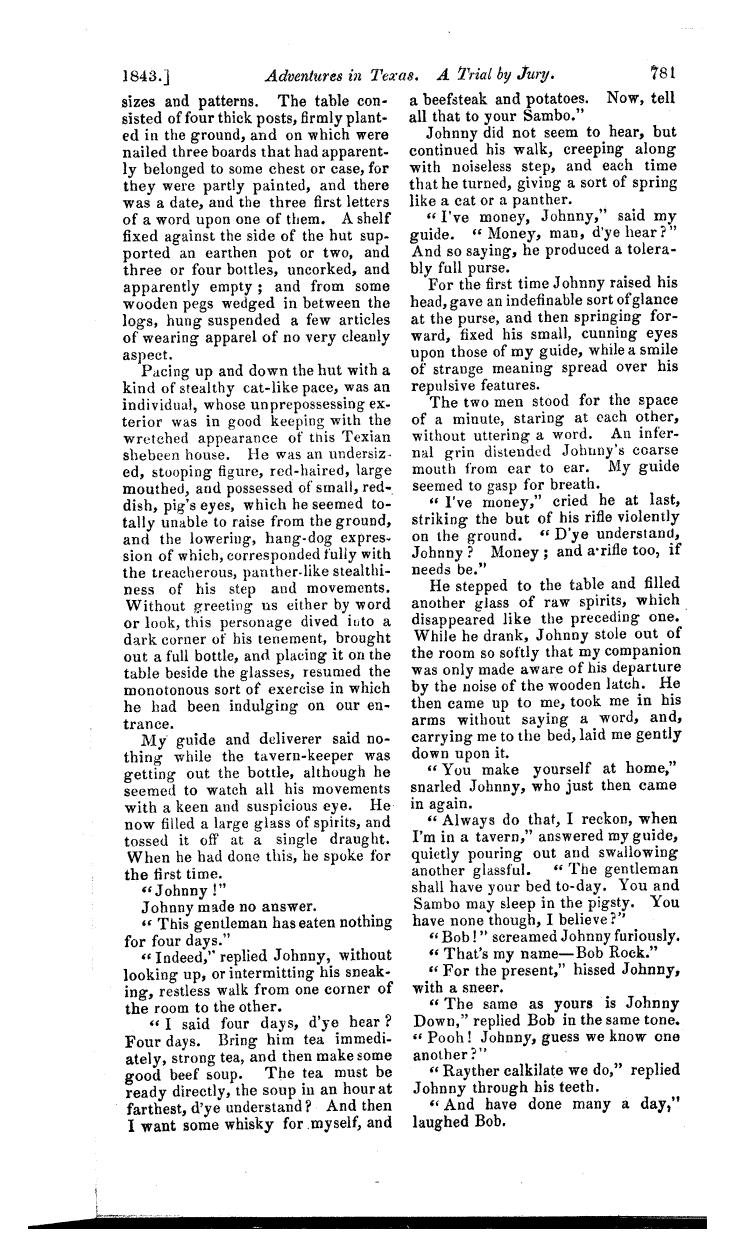 1843.] Adventures in Texas. A Trial by Jury. 781
sizes and patterns. The table con-
sisted of four thick posts, firmly plant-
ed in the ground, and on which were
nailed three boards that had apparent-
ly belonged to some chest or case, for
they were partly painted, and there
was a date, and the three first letters
of a word upon one of them. A shelf
fixed against the side of the hut sup-
ported an earthen pot or two, and
three or four bottles, uncorked, and
apparently empty ; and from some
wooden pegs wedged in between the
logs, hung suspended a few articles
of wearing apparel of no very cleanly
aspect.
Pacing up and down the hut with a
kind of stealthy cat-like pace, was an
individual, whose unprepossessing ex-
terior was in good keeping with the
wretched appearance of this Texian
shebeen house. He was an undersiz-
ed, stooping figure, red-haired, large
mouthed, and possessed of small, red-
dish, pig's eyes, which he seemed to-
tally unable to raise from the ground,
and the lowering, hang-dog expres-
sion of which, corresponded fully with
the treacherous, panther-like stealthi-
ness of his step and movements.
Without greeting us either by word
or look, this personage dived into a
dark corner of his tenement, brought
out a full bottle, and placing it on the
table beside the glasses, resumed the
monotonous sort of exercise in which
he had been indulging on our en-
trance.
My guide and deliverer said no-
thing while the tavern-keeper was
getting out the bottle, although he
seemed to watch all his movements
with a keen and suspicious eye. He
now filled a large glass of spirits, and
tossed it off at a single draught.
When he had done this, he spoke for
the first time.
"Johnny !"
Johnny made no answer.
" This gentleman has eaten nothing
for four days."
" Indeed," replied Johnny, without
looking up, or intermitting his sneak-
ing, restless walk from one corner of
the room to the other.
" I said four days, d'ye hear ?
Four days. Bring him tea immedi-
ately, strong tea, and then make some
good beef soup. The tea must be
ready directly, the soup in an hour at
farthest, d'ye understand ? And then
I want some whisky for myself, and
a beefsteak and potatoes. Now, tell
all that to your Sambo."
Johnny did not seem to hear, but
continued his walk, creeping along
with noiseless step, and each time
that he turned, giving a sort of spring
like a cat or a panther.
" I've money, Johnny," said my
guide. " Money, man, d'ye hear ?"
And so saying, he produced a tolera-
bly full purse.
For the first time Johnny raised his
head, gave an indefinable sort of glance
at the purse, and then springing for-
ward, fixed his small, cunning eyes
upon those of my guide, while a smile
of strange meaning spread over his
repulsive features.
The two men stood for the space
of a minute, staring at each other,
without uttering a word. An infer-
nal grin distended Johnny's coarse
mouth from ear to ear. My guide
seemed to gasp for breath.
" I've money," cried he at last,
striking the but of his rifle violently
on the ground. " D'ye understand,
Johnny ? Money ; and a rifle too, if
needs be."
He stepped to the table and filled
another glass of raw spirits, which
disappeared like the preceding one.
While he drank, Johnny stole out of
the room so softly that my companion
was only made aware of his departure
by the noise of the wooden latch. He
then came up to me, took me in his
arms without saying a word, and,
carrying me to the bed, laid me gently
down upon it.
" You make yourself at home,"
snarled Johnny, who just then came
in again.
" Always do that, I reckon, when
I'm in a tavern," answered my guide,
quietly pouring out and swallowing
another glassful. " The gentleman
shall have your bed to-day. You and
Sambo may sleep in the pigsty. You
have none though, I believe ?"
" Bob ! " screamed Johnny furiously.
" That's my name—Bob Rock."
" For the present," hissed Johnny,
with a sneer.
" The same as yours is Johnny
Down," replied Bob in the same tone.
" Pooh ! Johnny, guess we know one
another ?"
" Rayther calkilate we do," replied
Johnny through his teeth.
" And have done many a day,"
laughed Bob.